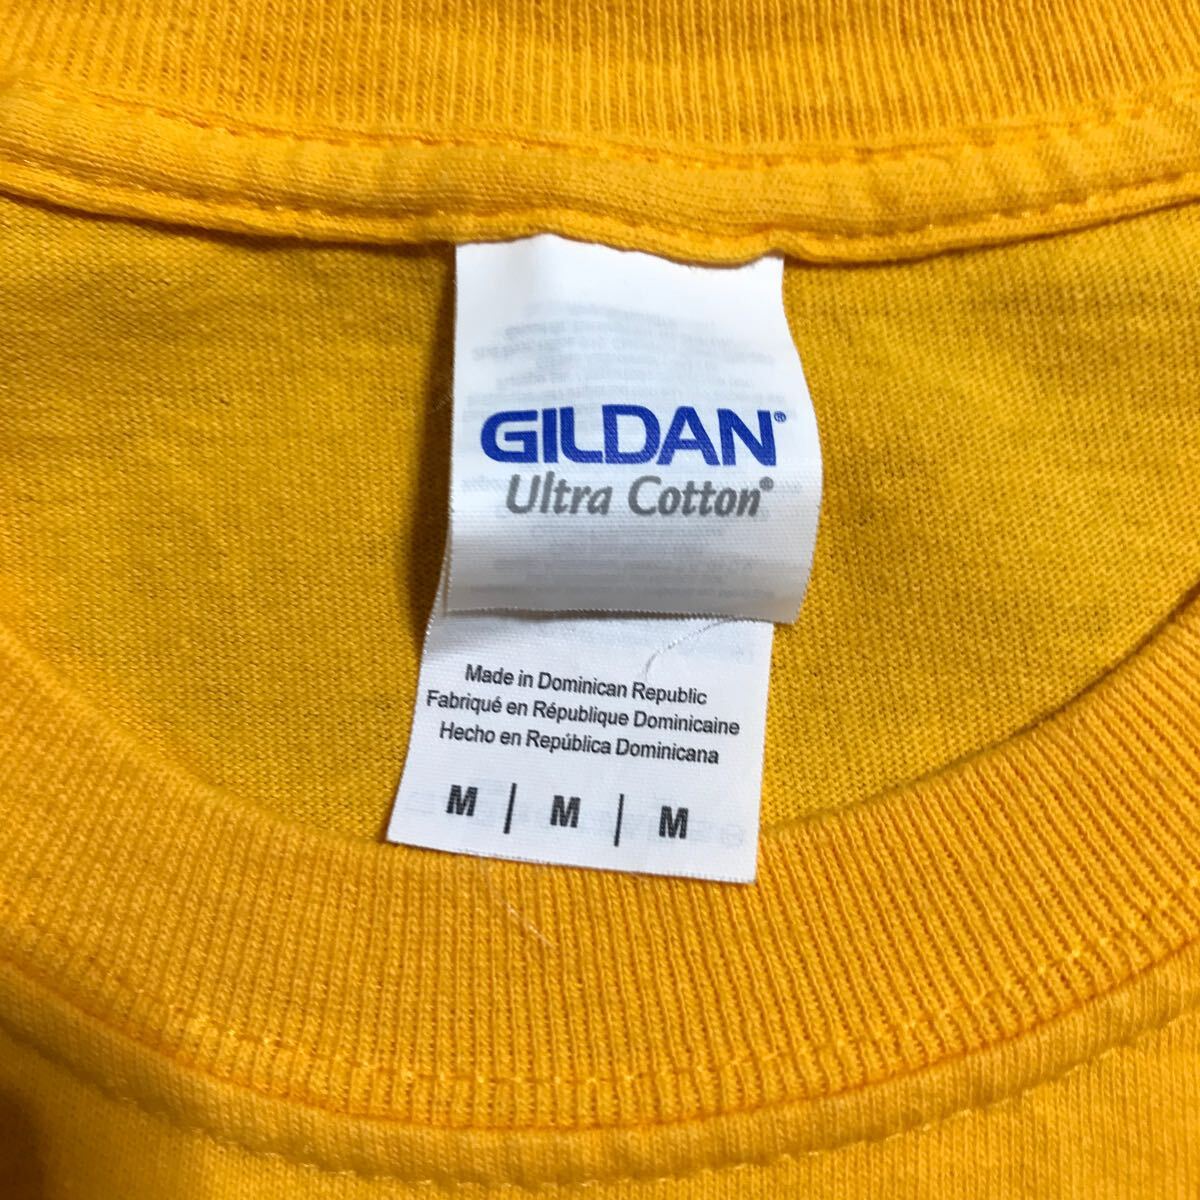 GILDAN®
Ultra Cotton®
Made in Dominican Republic
Fabriqué en République Dominicaine
Hecho en República Dominicana
M | M | M